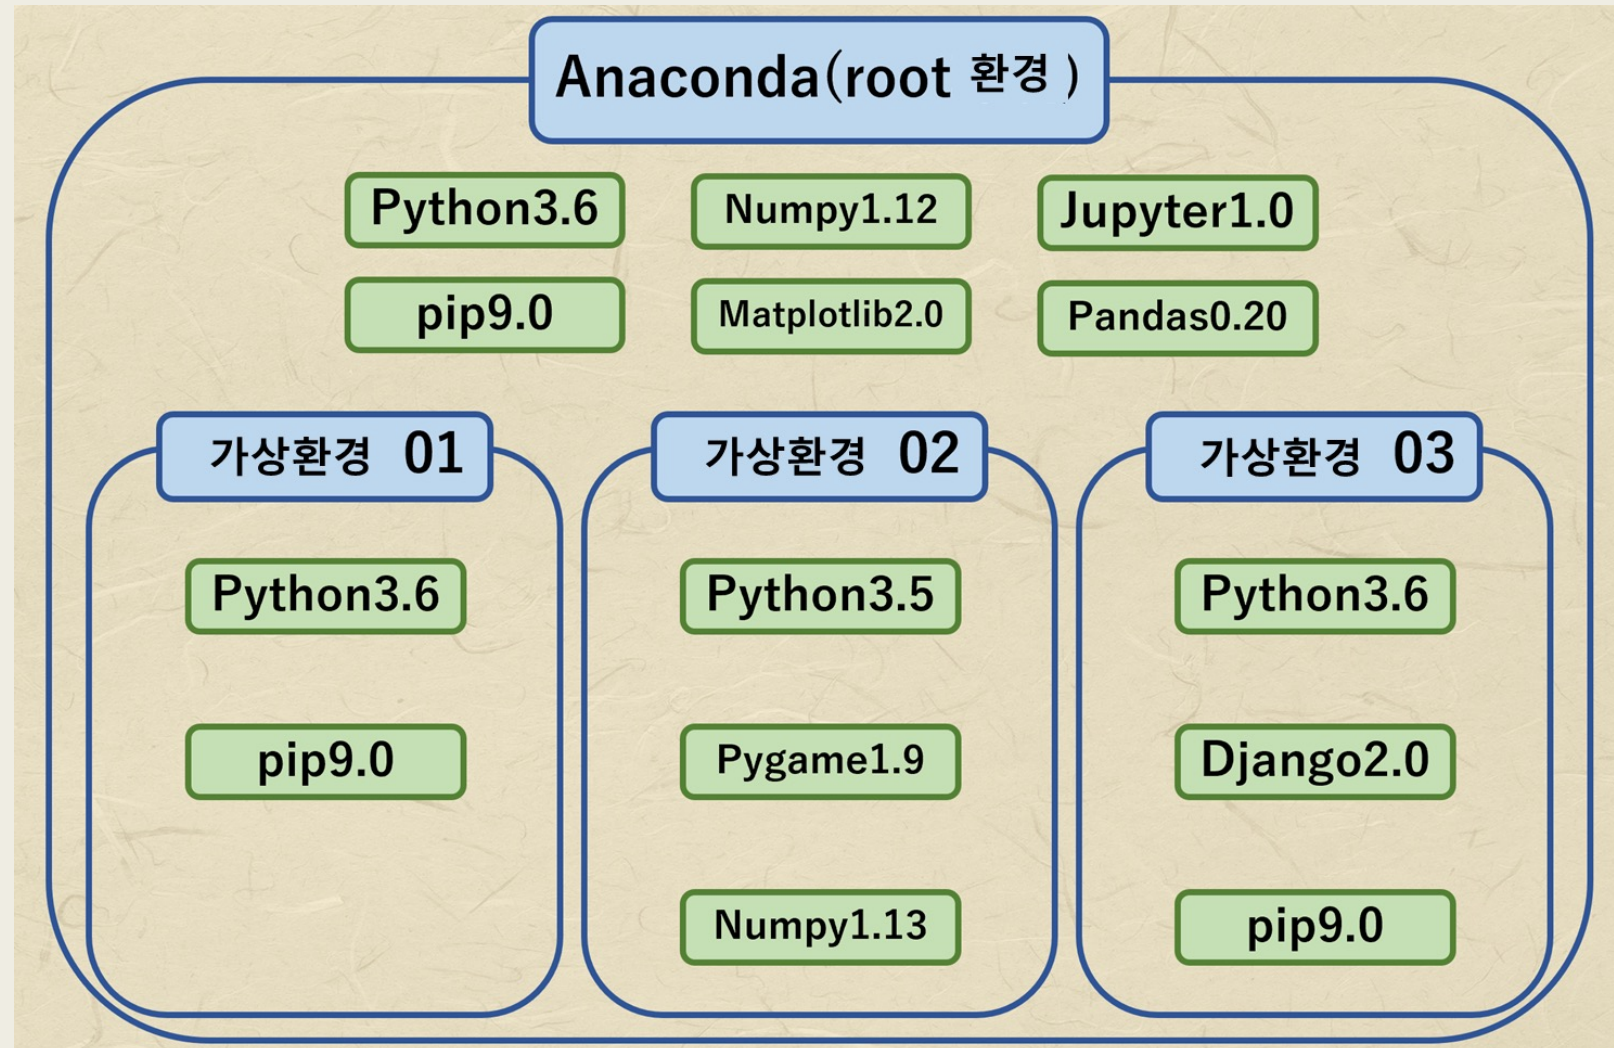 Anaconda(root 환경 )
Python3.6
Numpy1.12
Jupyter1.0
pip9.0
Matplotlib2.0
Pandas0.20
가상환경 01
Python3.6
pip9.0
가상환경 02
Python3.5
Pygame1.9
Numpy1.13
가상환경 03
Python3.6
Django2.0
pip9.0